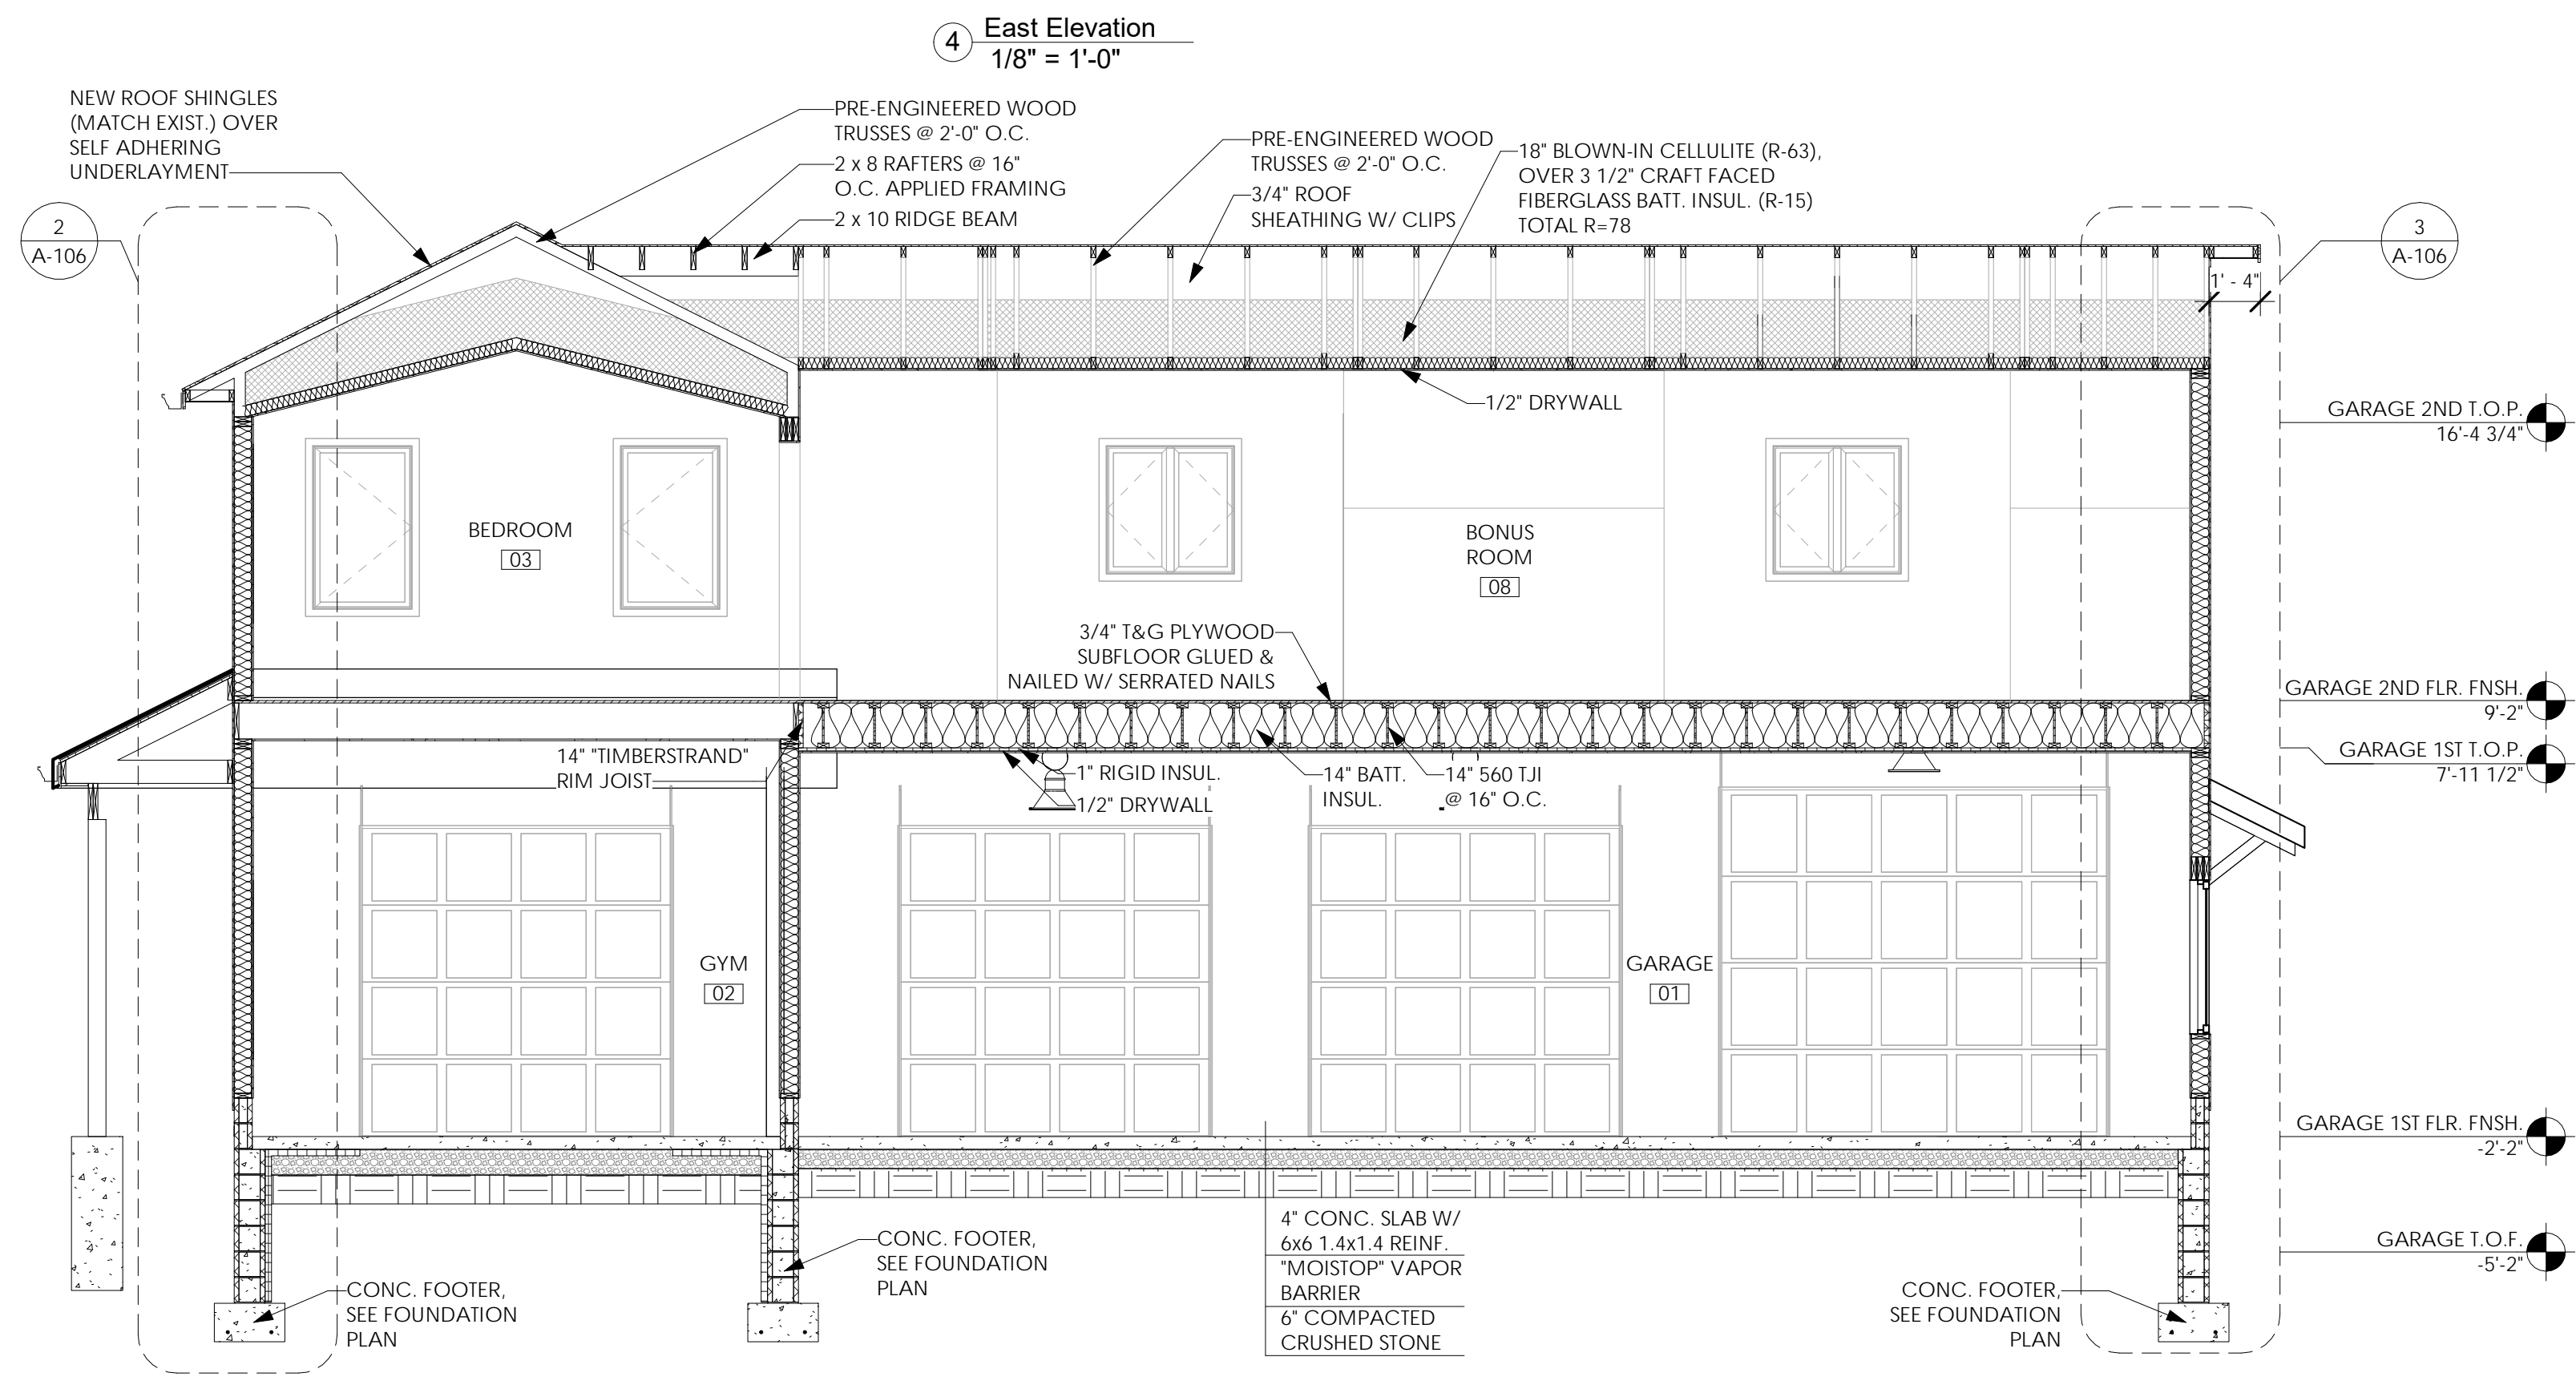 4
East Elevation
1/8" = 1'-0"
NEW ROOF SHINGLES
(MATCH EXIST.) OVER
SELF ADHERING
UNDERLAYMENT
PRE-ENGINEERED WOOD
TRUSSES @ 2'-0" O.C.
2 x 8 RAFTERS @ 16"
O.C. APPLIED FRAMING
2 x 10 RIDGE BEAM
PRE-ENGINEERED WOOD
TRUSSES @ 2'-0" O.C.
3/4" ROOF
SHEATHING W/ CLIPS
18" BLOWN-IN CELLULITE (R-63),
OVER 3 1/2" CRAFT FACED
FIBERGLASS BATT. INSUL. (R-15)
TOTAL R=78
2
A-106
3
A-106
1' - 4"
1/2" DRYWALL
GARAGE 2ND T.O.P.
16'-4 3/4"
BEDROOM
03
BONUS
ROOM
08
3/4" T&G PLYWOOD
SUBFLOOR GLUED &
NAILED W/ SERRATED NAILS
GARAGE 2ND FLR. FNSH.
9'-2"
GARAGE 1ST T.O.P.
7'-11 1/2"
14" "TIMBERSTRAND"
RIM JOIST
1" RIGID INSUL.
1/2" DRYWALL
14" BATT.
INSUL.
14" 560 TJI
@ 16" O.C.
GYM
02
GARAGE
01
GARAGE 1ST FLR. FNSH.
-2'-2"
4" CONC. SLAB W/
6x6 1.4x1.4 REINF.
"MOISTOP" VAPOR
BARRIER
6" COMPACTED
CRUSHED STONE
CONC. FOOTER,
SEE FOUNDATION
PLAN
CONC. FOOTER,
SEE FOUNDATION
PLAN
CONC. FOOTER,
SEE FOUNDATION
PLAN
GARAGE T.O.F.
-5'-2"